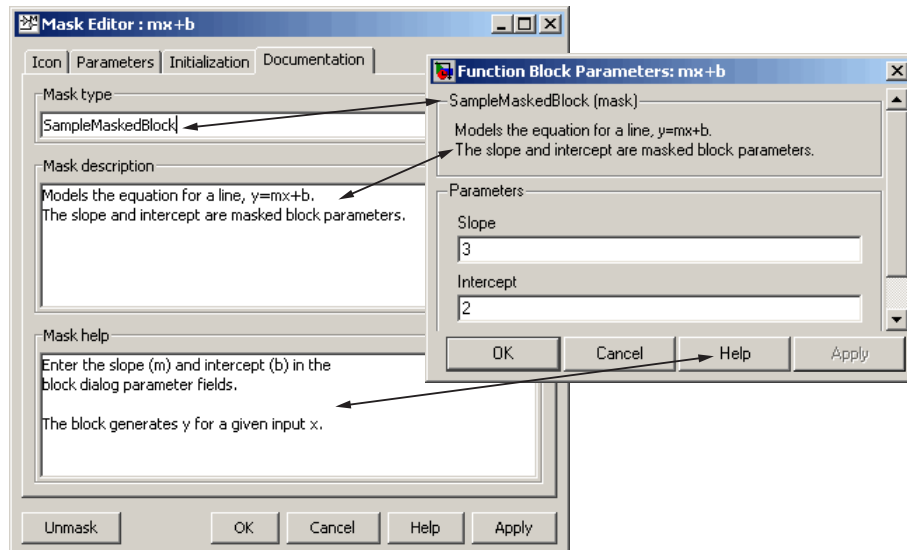 Mask Editor : mx+b
Icon
Parameters
Initialization
Documentation
Mask type
SampleMaskedBlock
Mask description
Models the equation for a line, y=mx+b.
The slope and intercept are masked block parameters.
Mask help
Enter the slope (m) and intercept (b) in the
block dialog parameter fields.
The block generates y for a given input x.
Unmask
OK
Cancel
Help
Apply
Function Block Parameters: mx+b
SampleMaskedBlock (mask)
Models the equation for a line, y=mx+b.
The slope and intercept are masked block parameters.
Parameters
Slope
3
Intercept
2
OK
Cancel
Help
Apply